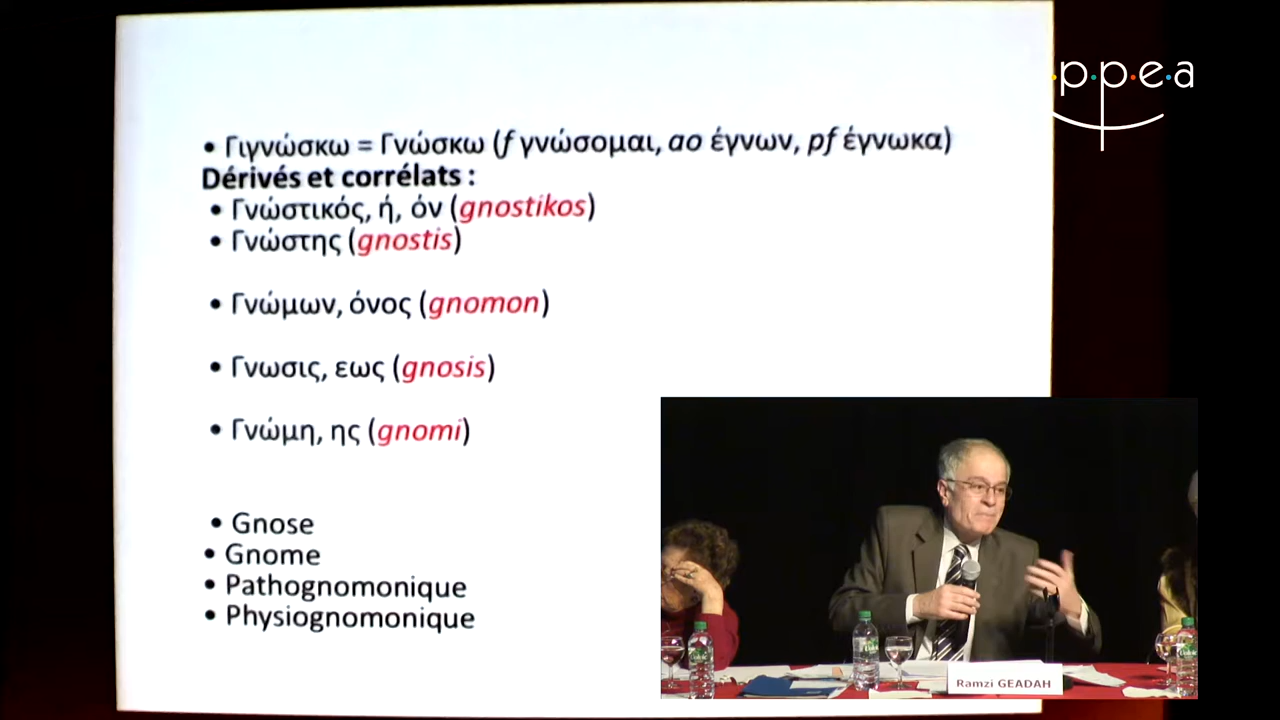 • Γιγνώσκω = Γνώσκω (f γνώσομαι, ao έγνων, pf έγνωκα)
Dérivés et corrélats :
• Γνώστικός, ή, όν (gnostikos)
• Γνώστης (gnostis)
• Γνώμων, όνος (gnomon)
• Γνωσις, εως (gnosis)
• Γνώμη, ης (gnomi)
• Gnose
• Gnome
• Pathognomonique
• Physiognomonique
·p·p·e·a
Ramzi GEADAH